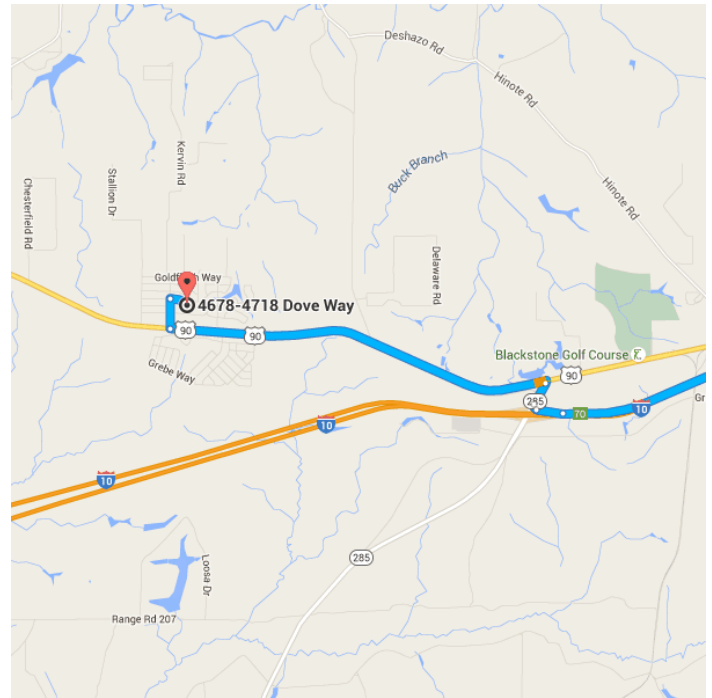 Deshazo Rd
Hinote Rd
Kervin Rd
Stallion Dr
Buck Branch
Chesterfield Rd
Hinote Rd
Delaware Rd
Goldfinch Way
4678-4718 Dove Way
90
90
Blackstone Golf Course
Grebe Way
90
285
10
70
10
Gr
10
10
285
Loosa Dr
Range Rd 207